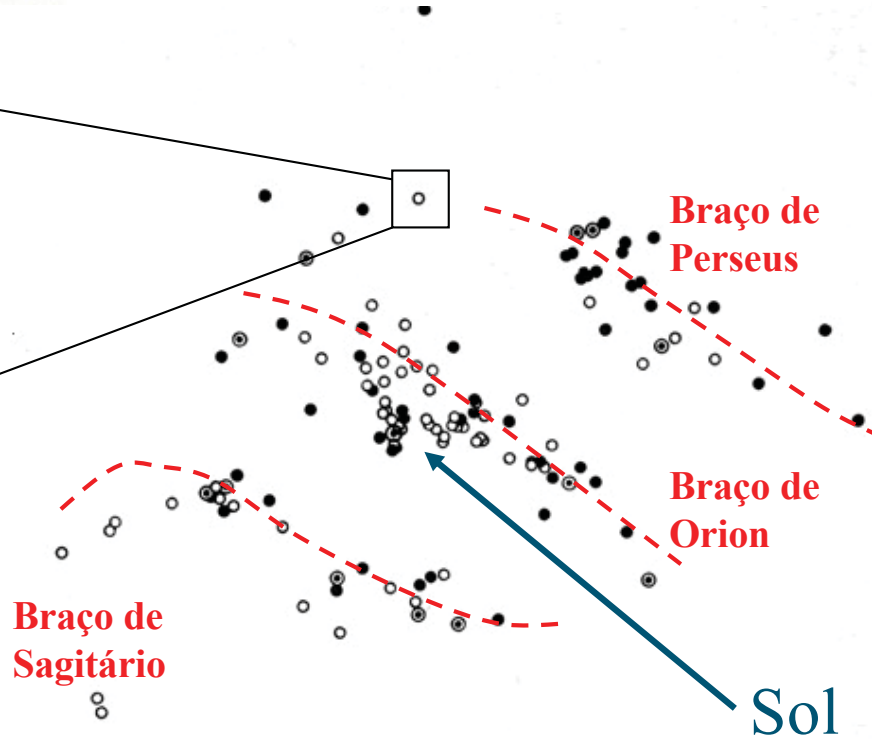 Braço de
Perseus
Braço de
Orion
Braço de
Sagitário
Sol